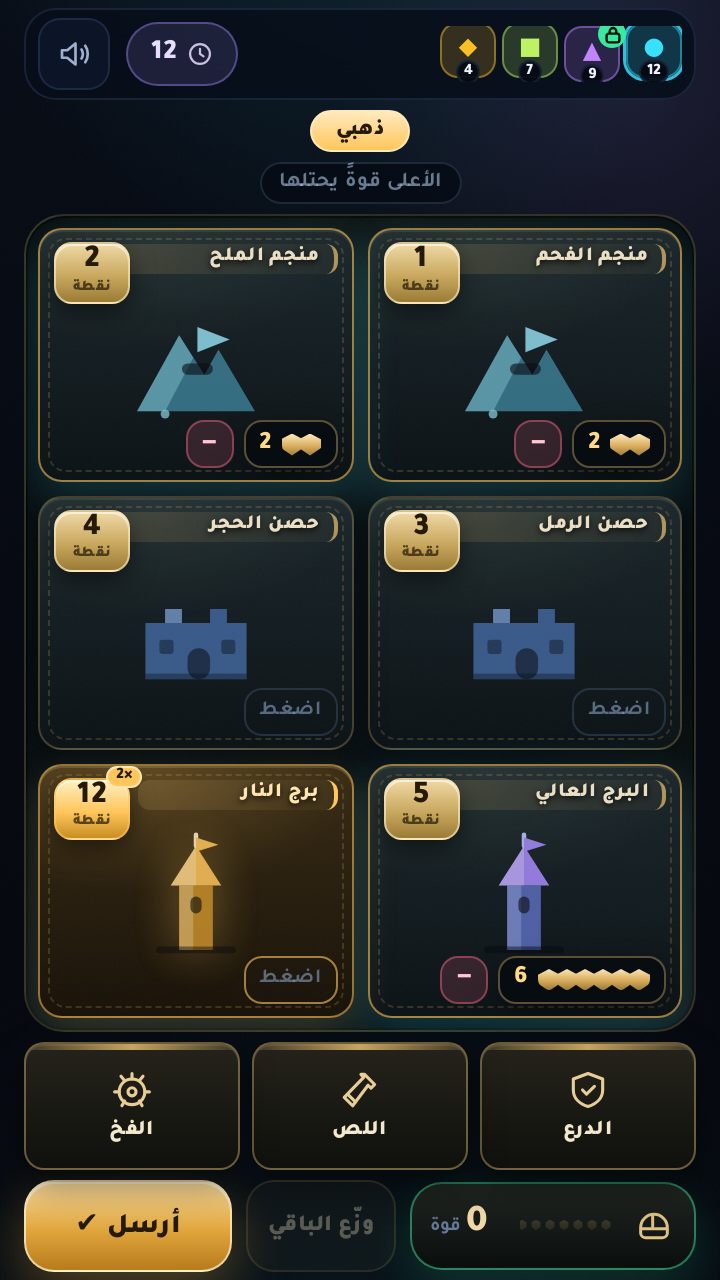 12
4 7 9 12
ذهبي
الأعلى قوةً يحتلها
منجم الفحم
1
نقطة
2 −
منجم الملح
2
نقطة
2 −
حصن الرمل
3
نقطة
اضغط
حصن الحجر
4
نقطة
اضغط
البرج العالي
5
نقطة
6 −
برج النار
2×
12
نقطة
اضغط
الدرع
اللص
الفخ
0 قوة
وزّع الباقي
أرسل ✔